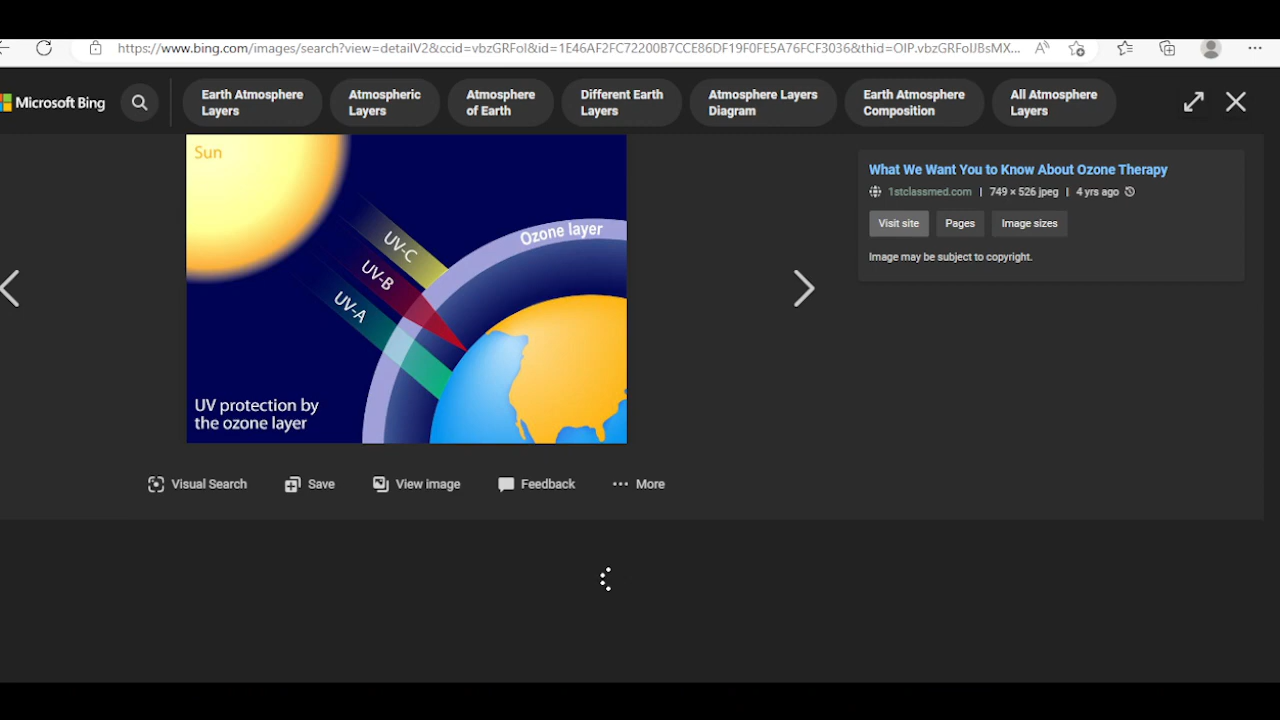 https://www.bing.com/images/search?view=detailV2&ccid=vbzGRFoI&id=1E46AF2FC72200B7CCE86DF19F0FE5A76FCF3036&thid=OIP.vbzGRFoIJBsMX...
Microsoft Bing
Earth Atmosphere
Layers
Atmospheric
Layers
Atmosphere
of Earth
Different Earth
Layers
Atmosphere Layers
Diagram
Earth Atmosphere
Composition
All Atmosphere
Layers
Sun
UV-C
UV-B
UV-A
Ozone layer
UV protection by
the ozone layer
What We Want You to Know About Ozone Therapy
1stclassmed.com | 749 × 526 jpeg | 4 yrs ago
Visit site
Pages
Image sizes
Image may be subject to copyright.
Visual Search
Save
View image
Feedback
More